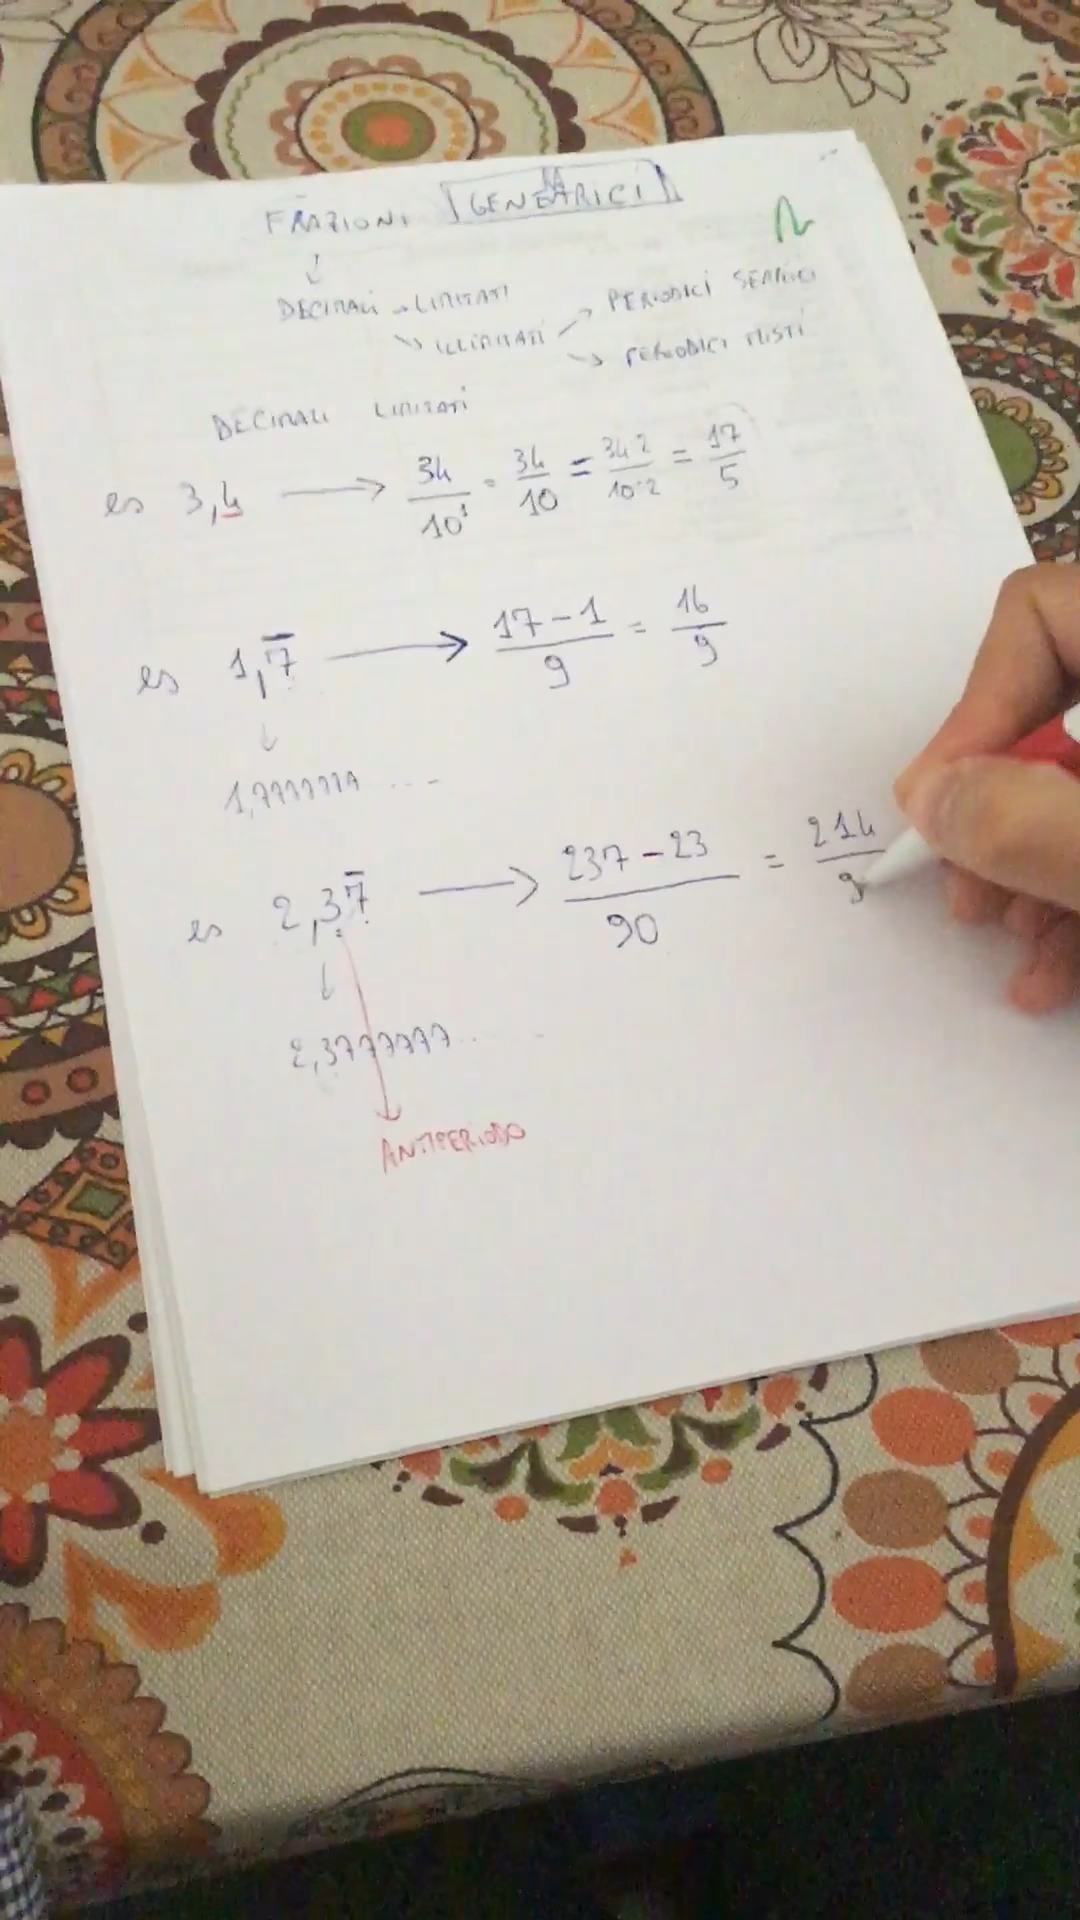 FRAZIONI GENERATRICI
↓
DECIMALI → LIMITATI
↘ ILLIMITATI ↗ PERIODICI SEMPLICI
↘ PERIODICI MISTI
DECIMALI LIMITATI
es 3,4 → 34/10¹ = 34/10 = 34:2/10:2 = 17/5
es 1,7̅ → 17-1/9 = 16/9
↓
1,7777777 ....
es 2,37̅ → 237-23/90 = 214/9
↓
2,3777777.....
ANTIPERIODO